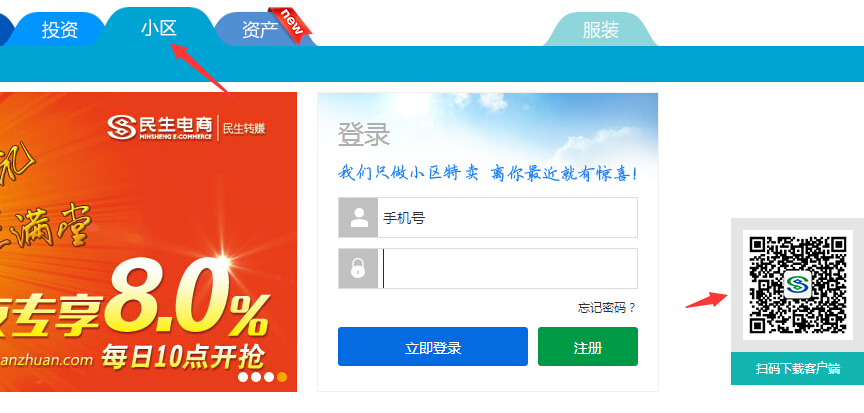 投资
小区
资产
new
服装
民生电商
MINSHENG E-COMMERCE
民生转赚
礼
满堂
专享8.0%
anzhuan.com
每日10点开抢
登录
我们只做小区特卖 离你最近就有惊喜!
手机号
忘记密码？
立即登录
注册
扫码下载客户端